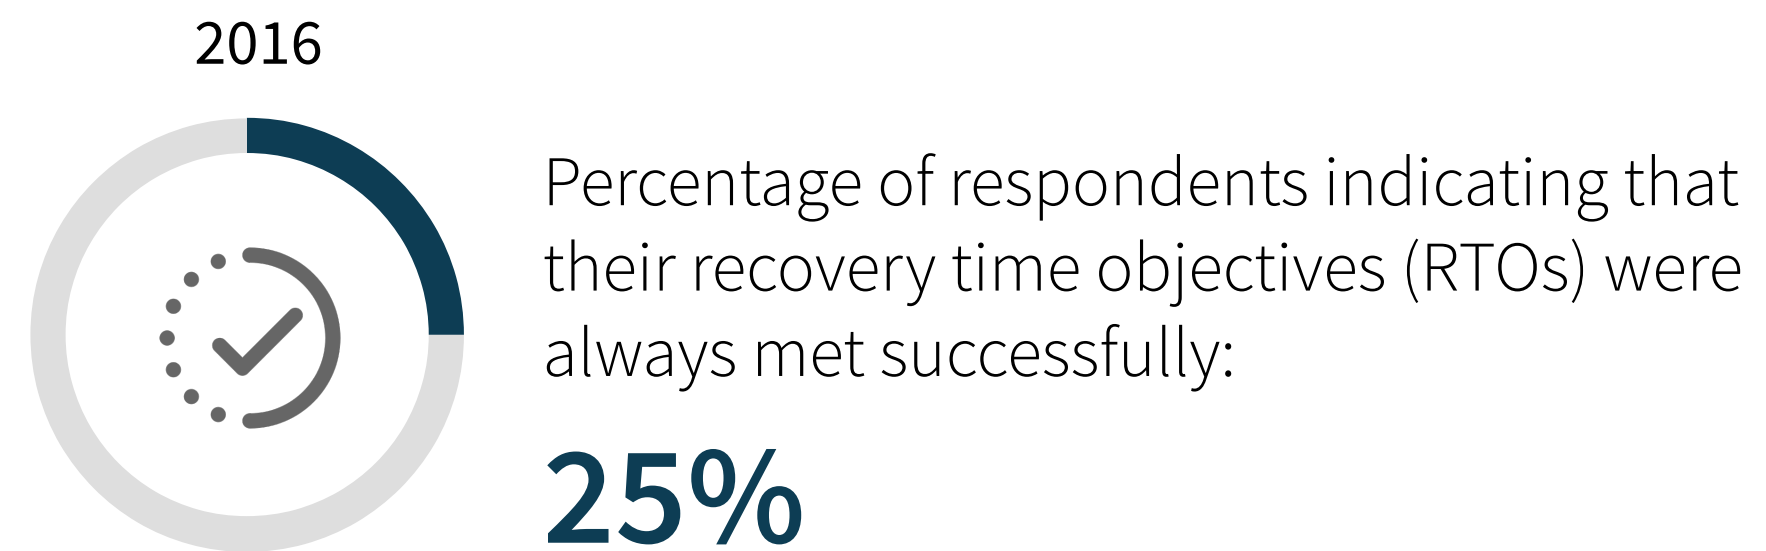 2016
Percentage of respondents indicating that
their recovery time objectives (RTOs) were
always met successfully:
25%